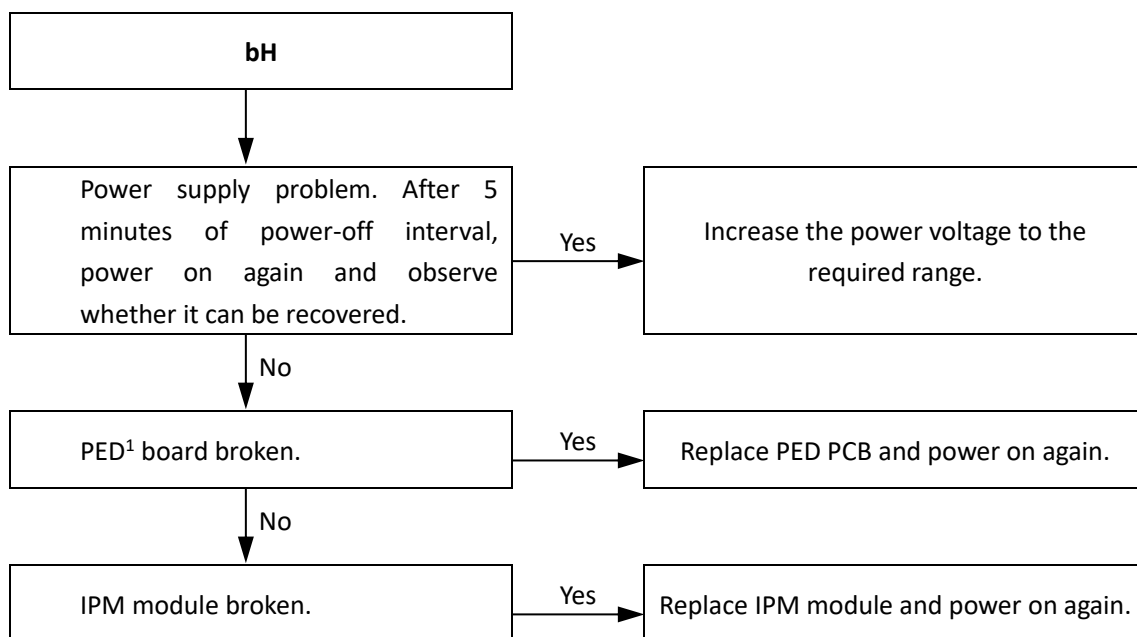 bH
Power supply problem. After 5
minutes of power-off interval,
power on again and observe
whether it can be recovered.
Yes
Increase the power voltage to the
required range.
No
PED¹ board broken.
Yes
Replace PED PCB and power on again.
No
IPM module broken.
Yes
Replace IPM module and power on again.